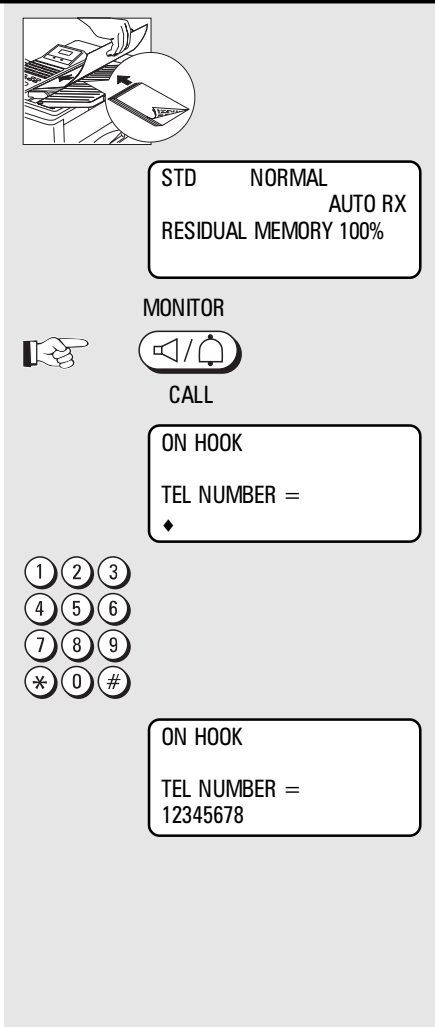 STD NORMAL
AUTO RX
RESIDUAL MEMORY 100%
MONITOR
CALL
ON HOOK
TEL NUMBER =
♦
1 2 3
4 5 6
7 8 9
* 0 #
ON HOOK
TEL NUMBER =
12345678